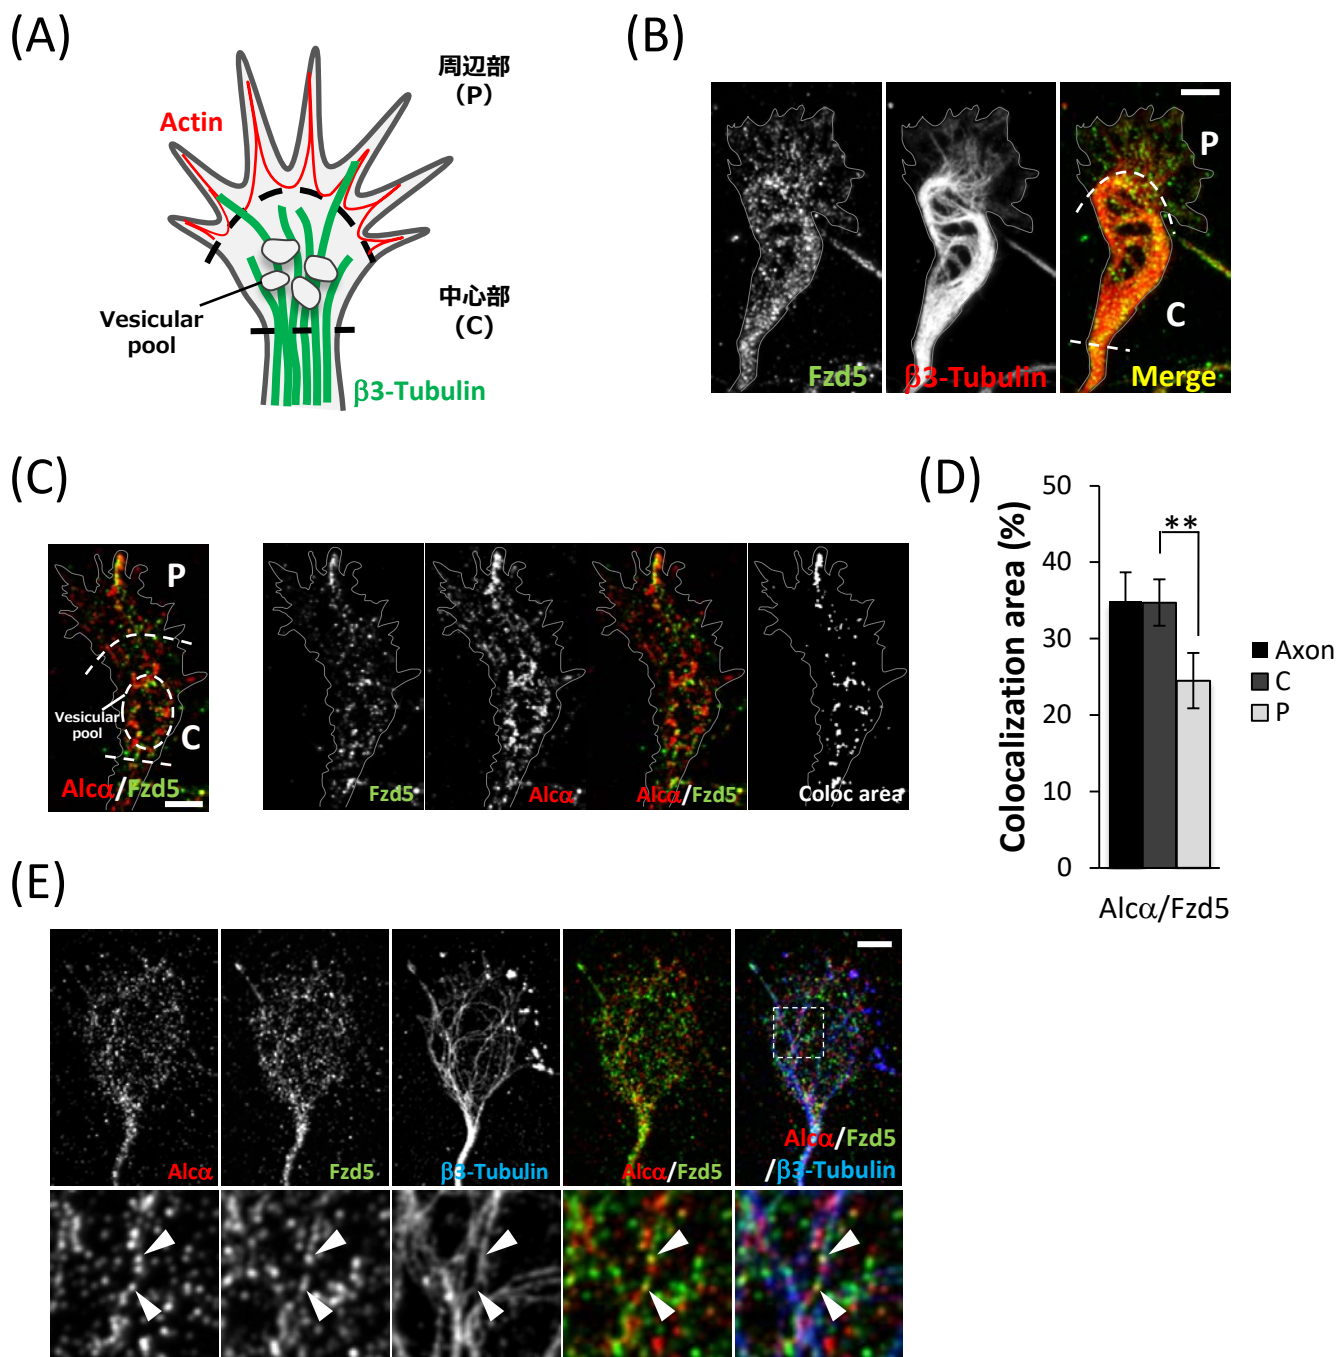 (A)
周辺部
(P)
Actin
Vesicular
pool
中心部
(C)
β3-Tubulin
(B)
P
C
Fzd5
β3-Tubulin
Merge
(C)
P
Vesicular
pool
C
Alcα/Fzd5
Fzd5
Alcα
Alcα/Fzd5
Coloc area
(D)
Colocalization area (%)
50
40
30
20
10
0
**
Axon
C
P
Alcα/Fzd5
(E)
Alcα
Fzd5
β3-Tubulin
Alcα/Fzd5
Alcα/Fzd5
/β3-Tubulin